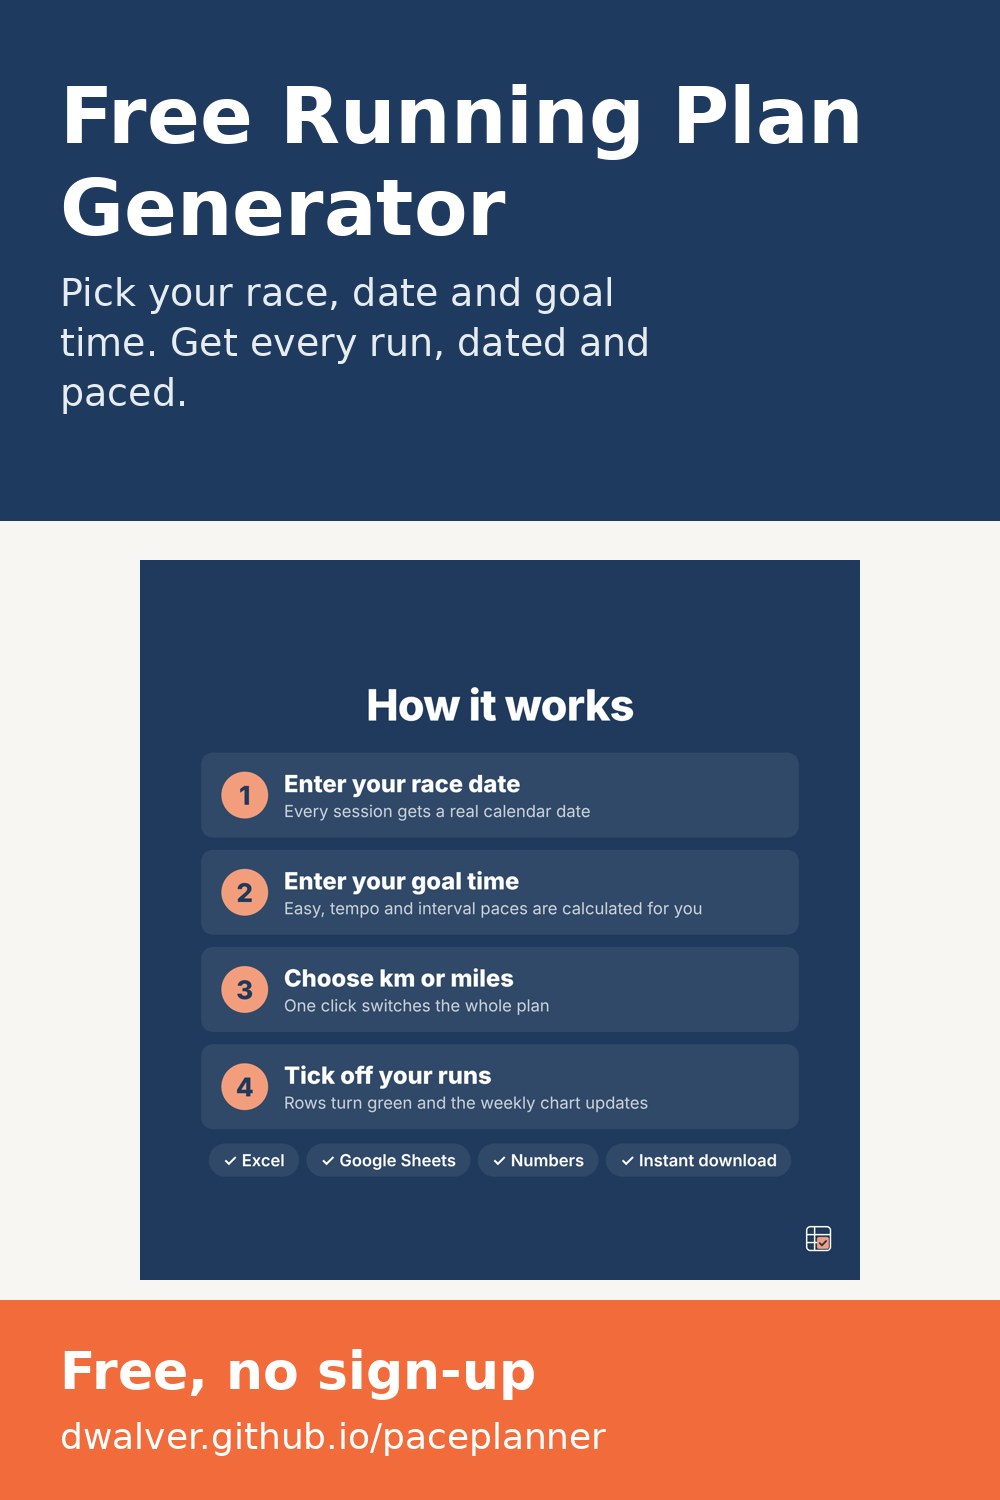 Free Running Plan
Generator
Pick your race, date and goal
time. Get every run, dated and
paced.
How it works
1
Enter your race date
Every session gets a real calendar date
2
Enter your goal time
Easy, tempo and interval paces are calculated for you
3
Choose km or miles
One click switches the whole plan
4
Tick off your runs
Rows turn green and the weekly chart updates
✓ Excel ✓ Google Sheets ✓ Numbers ✓ Instant download
Free, no sign-up
dwalver.github.io/paceplanner